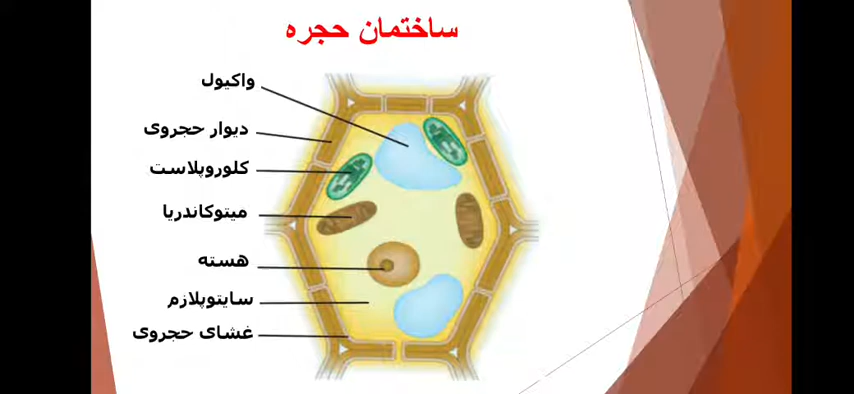 ساختمان حجره
واکیول
دیوار حجروی
کلوروپلاست
میتوکاندریا
هسته
سایتوپلازم
غشای حجروی